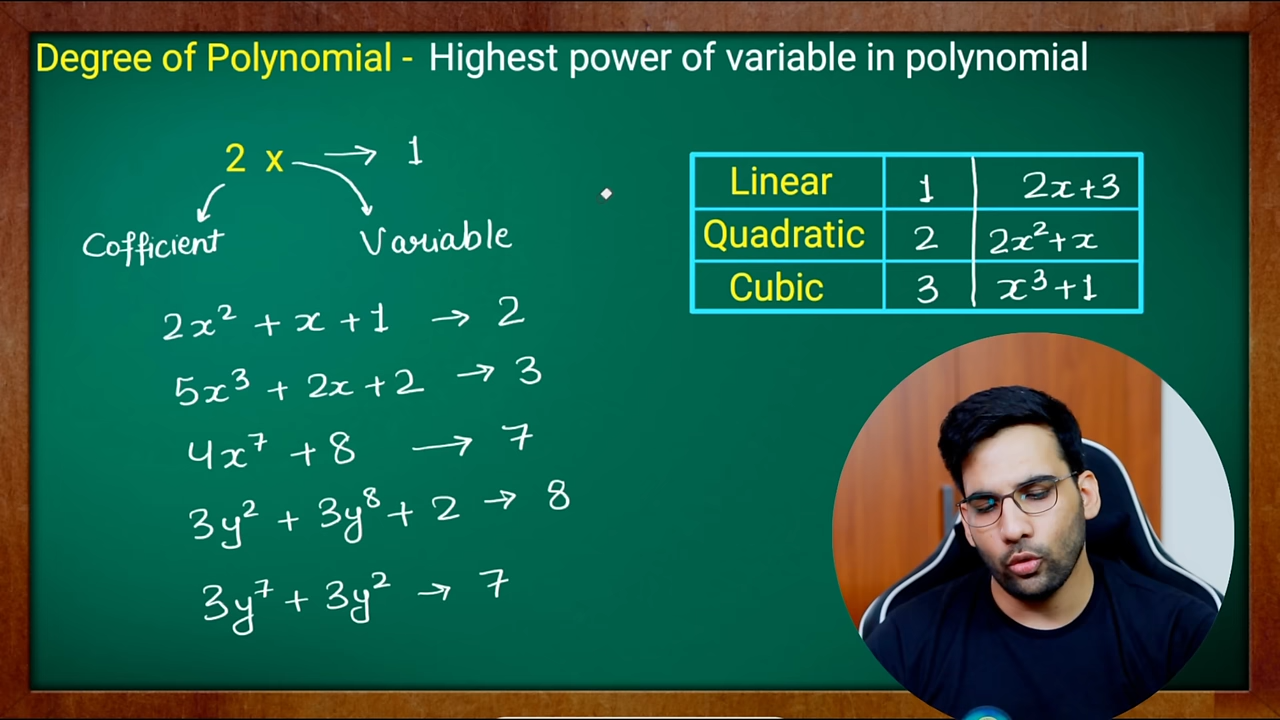 Degree of Polynomial - Highest power of variable in polynomial
2 x → 1
Cofficient Variable
2x² + x + 1 → 2
5x³ + 2x + 2 → 3
4x⁷ + 8 → 7
3y² + 3y⁸ + 2 → 8
3y⁷ + 3y² → 7
Linear 1 2x+3
Quadratic 2 2x²+x
Cubic 3 x³+1